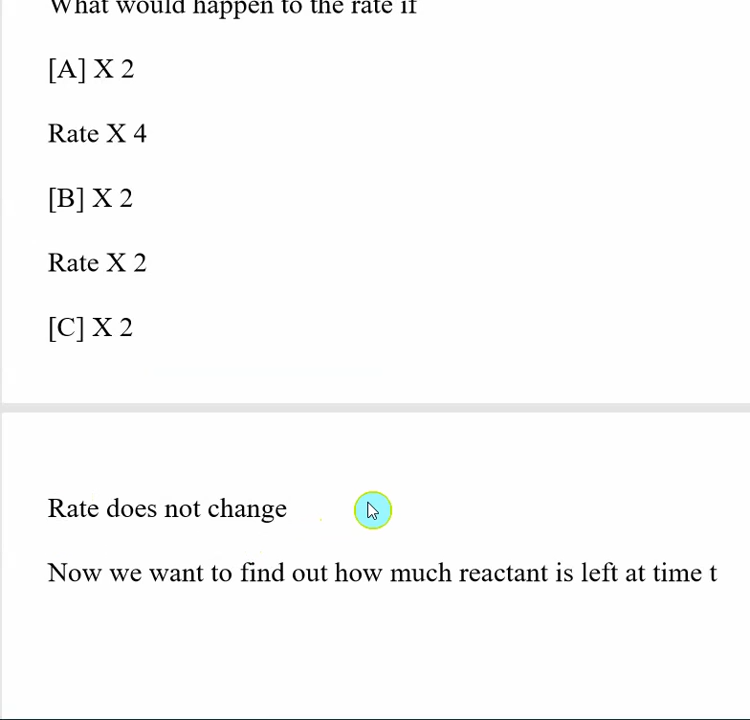 What would happen to the rate if
[A] X 2
Rate X 4
[B] X 2
Rate X 2
[C] X 2
Rate does not change
Now we want to find out how much reactant is left at time t